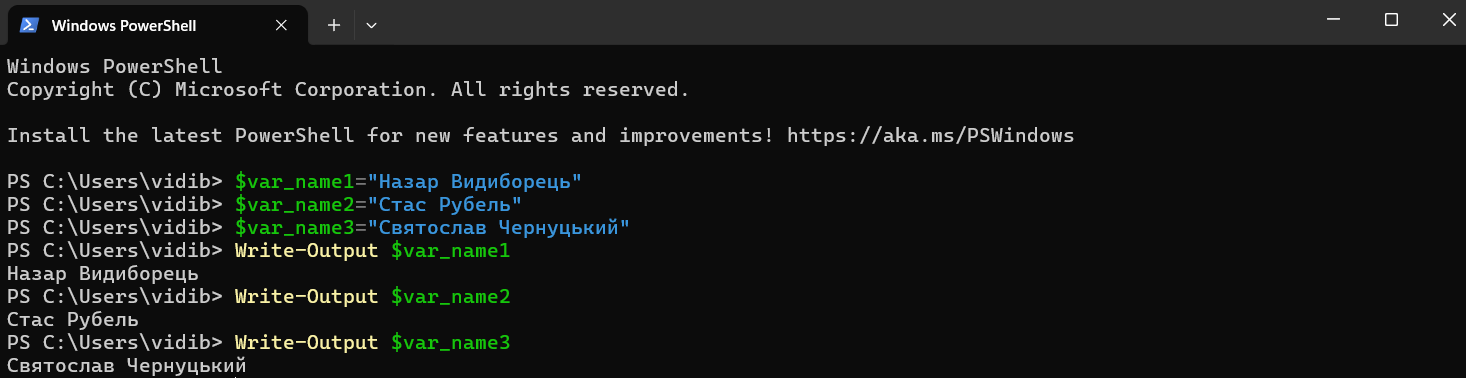 Windows PowerShell
Windows PowerShell
Copyright (C) Microsoft Corporation. All rights reserved.
Install the latest PowerShell for new features and improvements! https://aka.ms/PSWindows
PS C:\Users\vidib> $var_name1="Назар Видиборець"
PS C:\Users\vidib> $var_name2="Стас Рубель"
PS C:\Users\vidib> $var_name3="Святослав Чернуцький"
PS C:\Users\vidib> Write-Output $var_name1
Назар Видиборець
PS C:\Users\vidib> Write-Output $var_name2
Стас Рубель
PS C:\Users\vidib> Write-Output $var_name3
Святослав Чернуцький